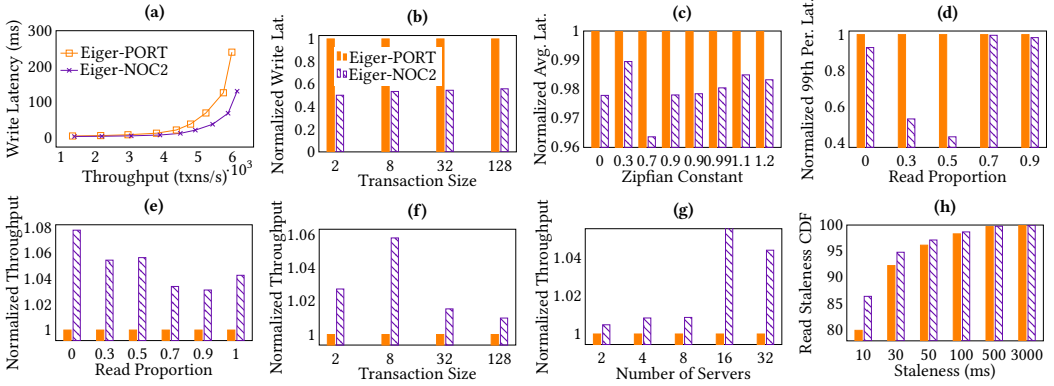 (a)
Write Latency (ms)
300
200
100
0
Eiger-PORT
Eiger-NOC2
1 2 3 4 5 6
·10³
Throughput (txns/s)
(b)
Normalized Write Lat.
1
0.8
0.6
0.4
0.2
0
Eiger-PORT
Eiger-NOC2
2 8 32 128
Transaction Size
(c)
Normalized Avg. Lat.
1
0.99
0.98
0.97
0.96
0 0.3 0.7 0.9 0.9 0.99 1.1 1.2
Zipfian Constant
(d)
Normalized 99th Per. Lat.
1
0.8
0.6
0.4
0 0.3 0.5 0.7 0.9
Read Proportion
(e)
Normalized Throughput
1.08
1.06
1.04
1.02
1
0 0.3 0.5 0.7 0.9 1
Read Proportion
(f)
Normalized Throughput
1.06
1.04
1.02
1
2 8 32 128
Transaction Size
(g)
Normalized Throughput
1.04
1.02
1
2 4 8 16 32
Number of Servers
(h)
Read Staleness CDF
100
95
90
85
80
10 30 50 100 500 3000
Staleness (ms)